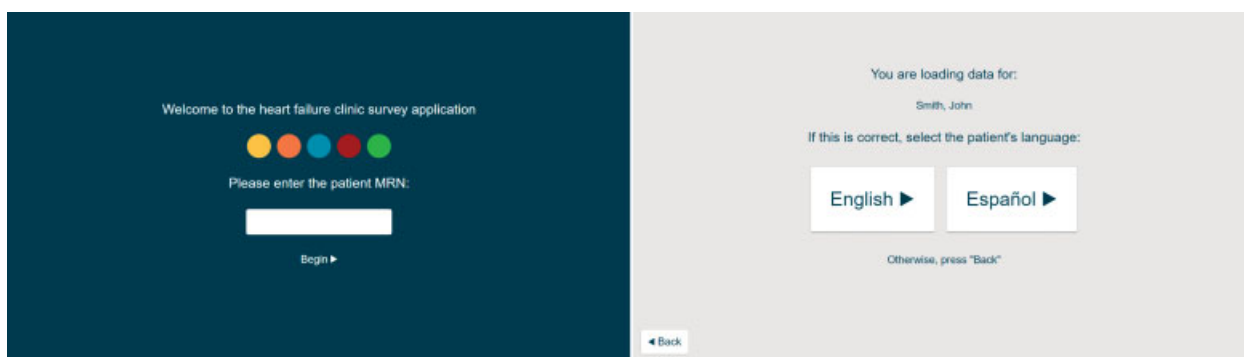 Welcome to the heart failure clinic survey application
Please enter the patient MRN:
Begin ▶
You are loading data for:
Smith, John
If this is correct, select the patient's language:
English ▶
Español ▶
Otherwise, press "Back"
◀ Back